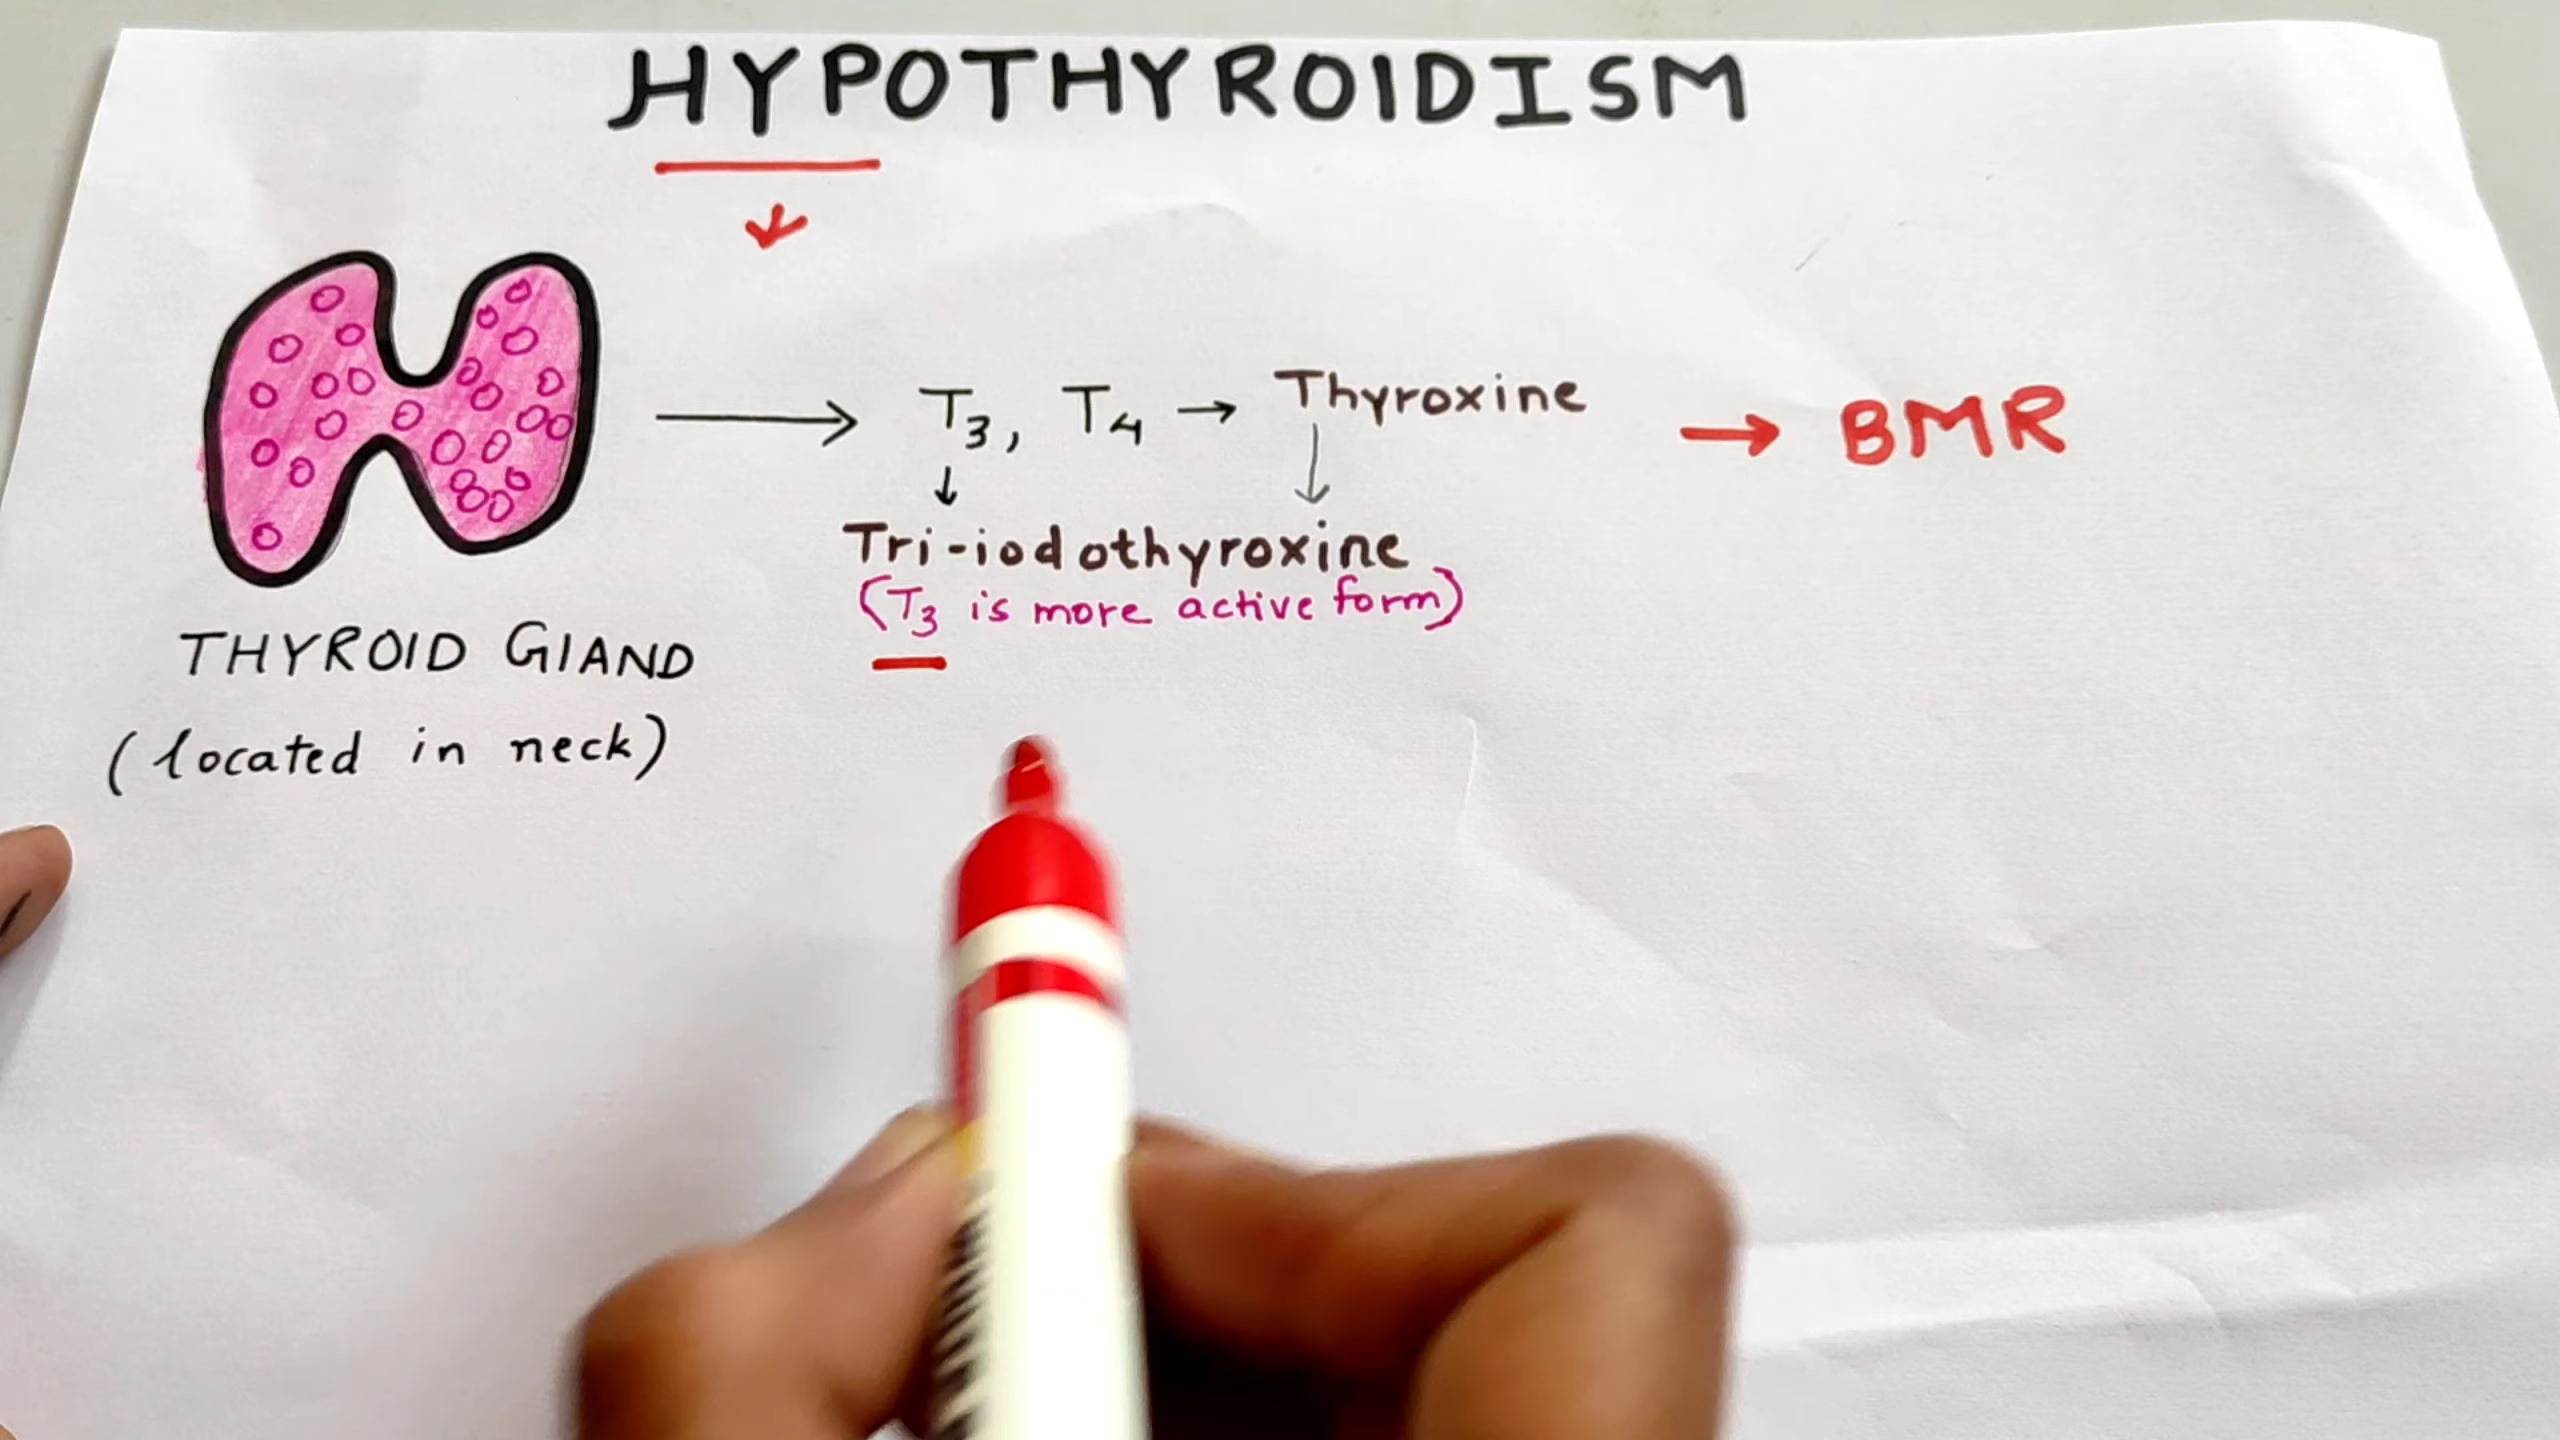 HYPOTHYROIDISM
T3, T4 → Thyroxine → BMR
Tri-iodothyroxine
(T3 is more active form)
THYROID GlAND
(located in neck)